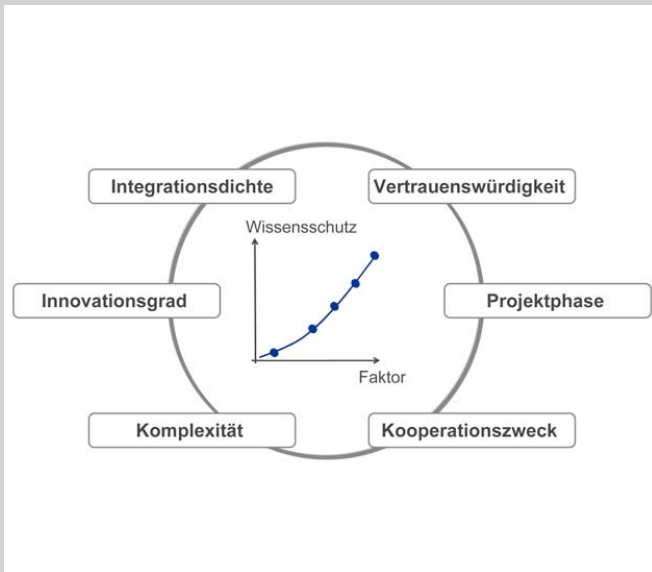 Integrationsdichte
Vertrauenswürdigkeit
Wissensschutz
Innovationsgrad
Projektphase
Faktor
Komplexität
Kooperationszweck